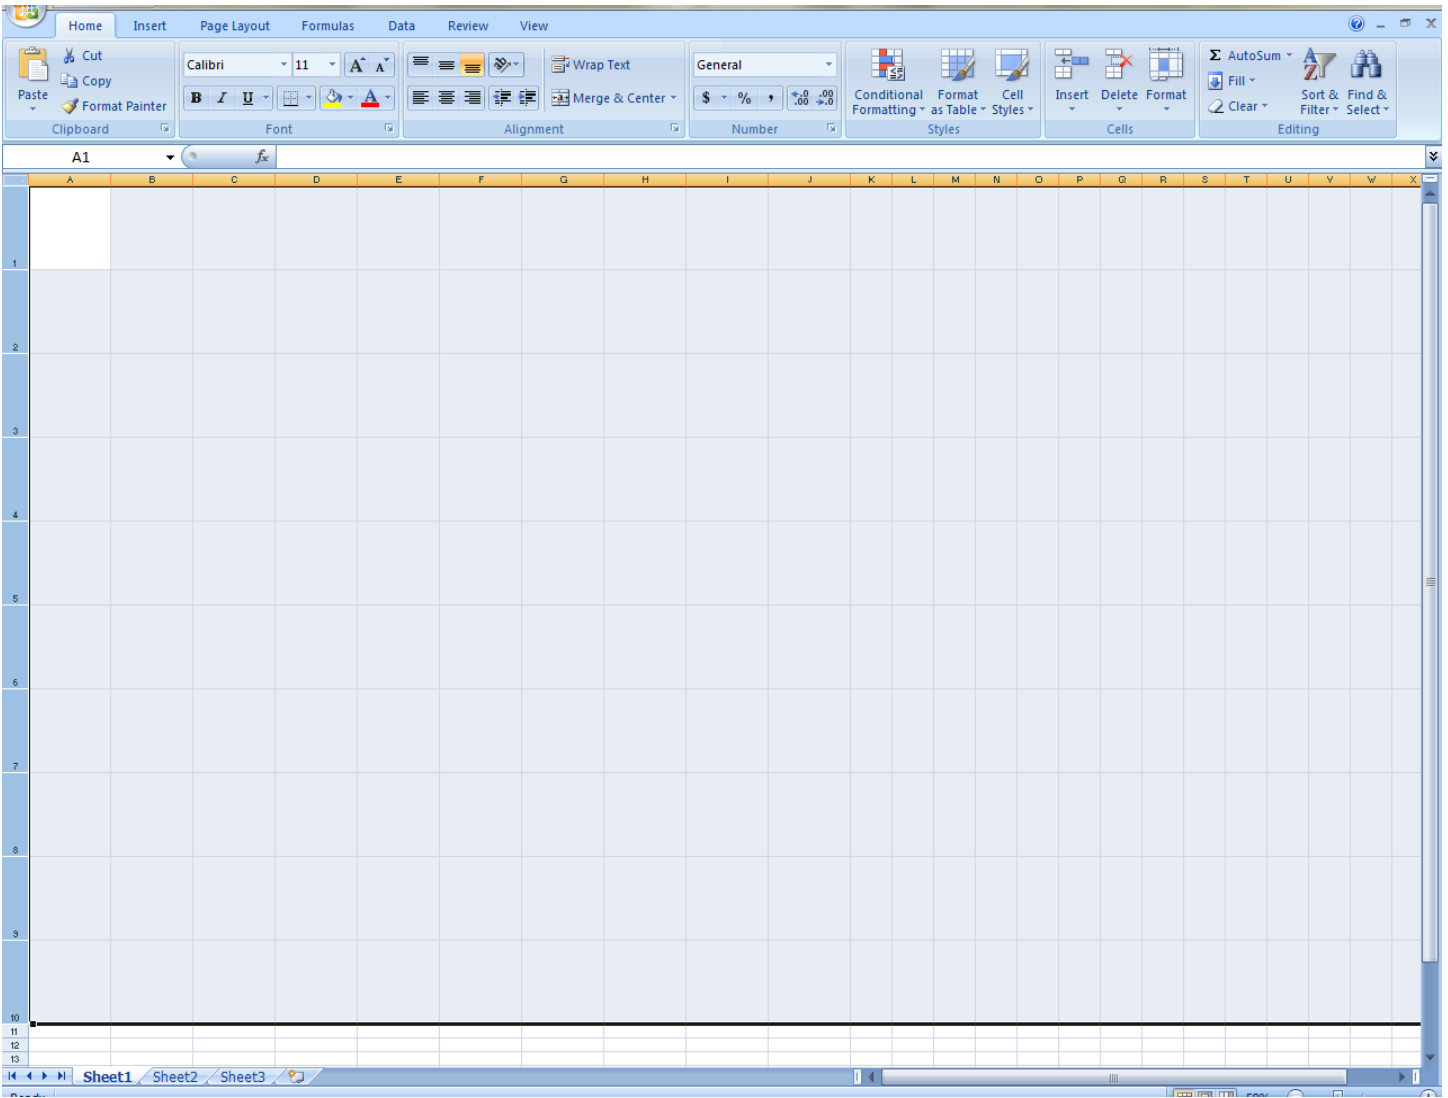 Home Insert Page Layout Formulas Data Review View
Cut
Copy
Format Painter
Paste
Clipboard
Calibri 11
B I U A
Font
Wrap Text
Merge & Center
Alignment
General
$ % ,
Number
Conditional Formatting
Format as Table
Cell Styles
Styles
Insert Delete Format
Cells
Σ AutoSum
Fill
Clear
Sort & Filter
Find & Select
Editing
A1 fx
A B C D E F G H I J K L M N O P Q R S T U V W X
1
2
3
4
5
6
7
8
9
10
11
12
13
Sheet1 Sheet2 Sheet3